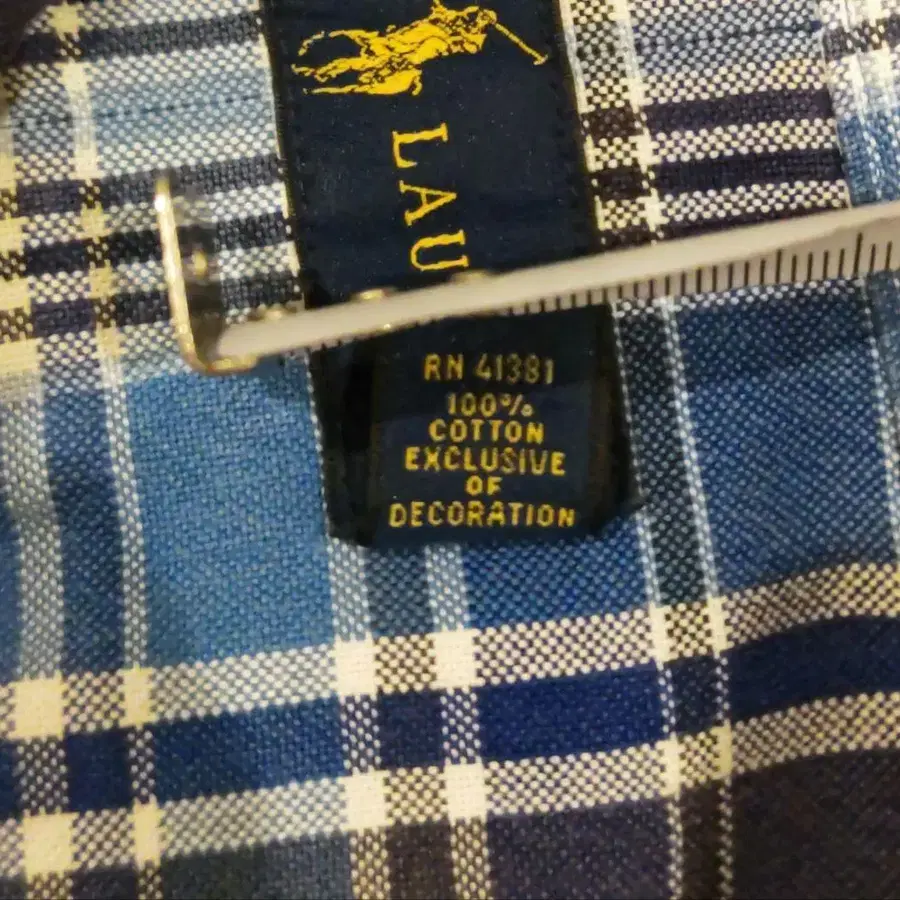 LAU
RN 41381
100%
COTTON
EXCLUSIVE
OF
DECORATION